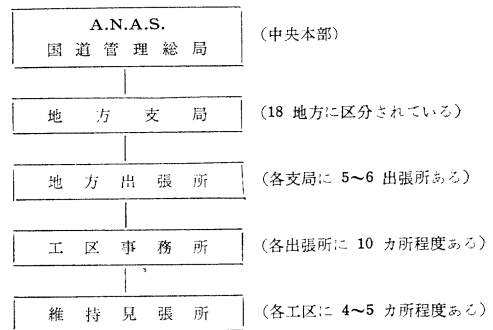 A.N.A.S.
国道管理総局
(中央本部)
地方支局
(18 地方に区分されている)
地方出張所
(各支局に 5~6 出張所ある)
工区事務所
(各出張所に 10 カ所程度ある)
維持見張所
(各工区に 4~5 カ所程度ある)